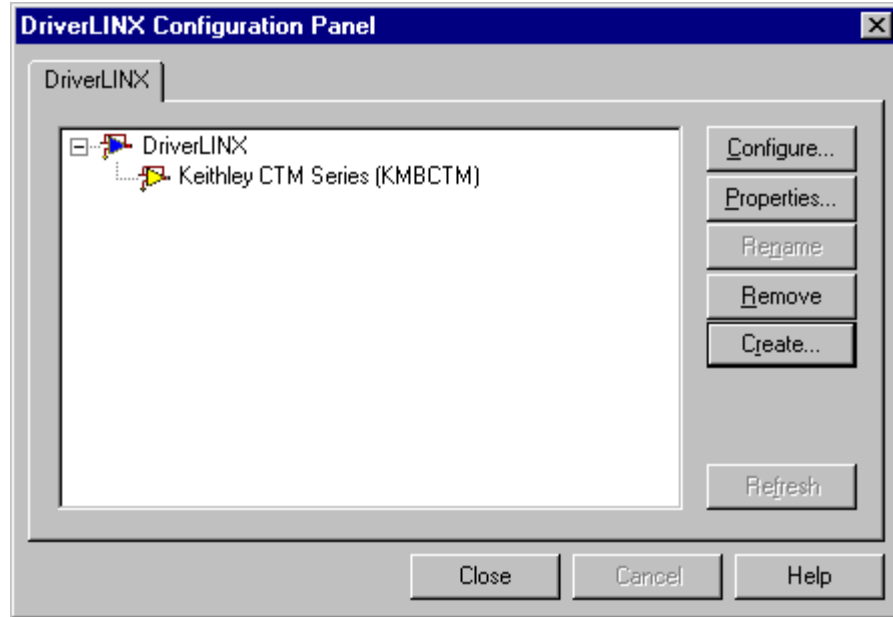 DriverLINX Configuration Panel
DriverLINX
DriverLINX
Keithley CTM Series (KMBCTM)
Configure...
Properties...
Rename
Remove
Create...
Refresh
Close
Cancel
Help